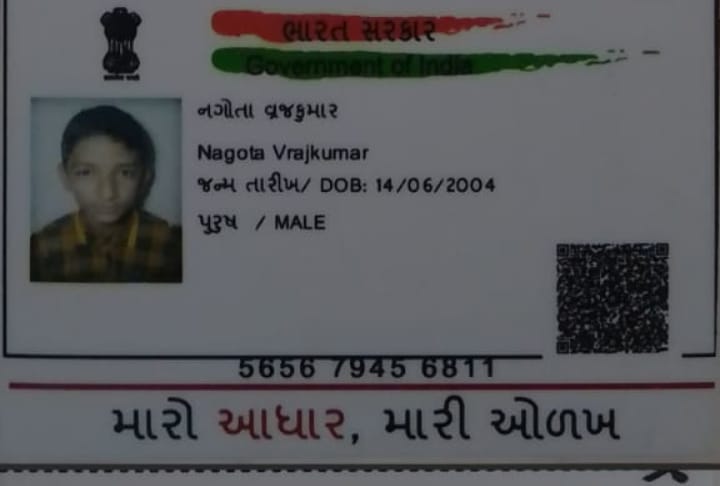 ભારત સરકાર
Government of India
નગોતા વ્રજકુમાર
Nagota Vrajkumar
જન્મ તારીખ/ DOB: 14/06/2004
પુરુષ / MALE
5656 7945 6811
મારો આધાર, મારી ઓળખ